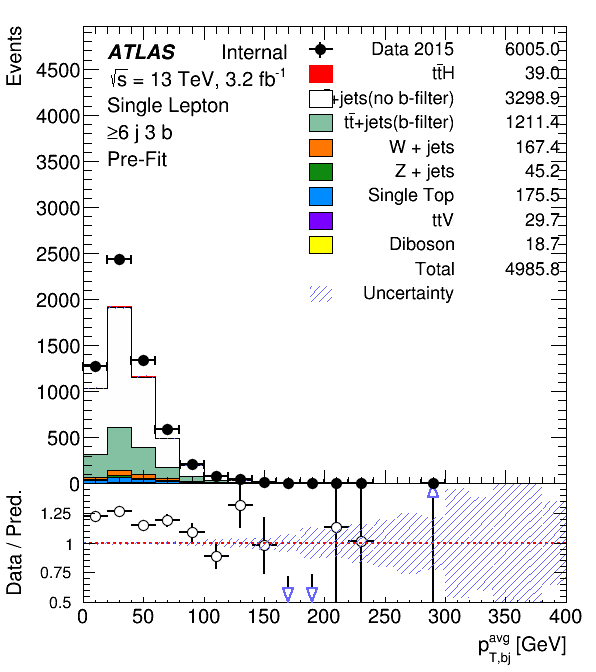 Events
ATLAS Internal
√s = 13 TeV, 3.2 fb⁻¹
Single Lepton
≥6 j 3 b
Pre-Fit
Data 2015 6005.0
tt̄H 39.0
+jets(no b-filter) 3298.9
tt̄+jets(b-filter) 1211.4
W + jets 167.4
Z + jets 45.2
Single Top 175.5
ttV 29.7
Diboson 18.7
Total 4985.8
Uncertainty
4500
4000
3500
3000
2500
2000
1500
1000
500
0
Data / Pred.
1.25
1
0.75
0.5
0 50 100 150 200 250 300 350 400
p_{T,bj}^{avg} [GeV]